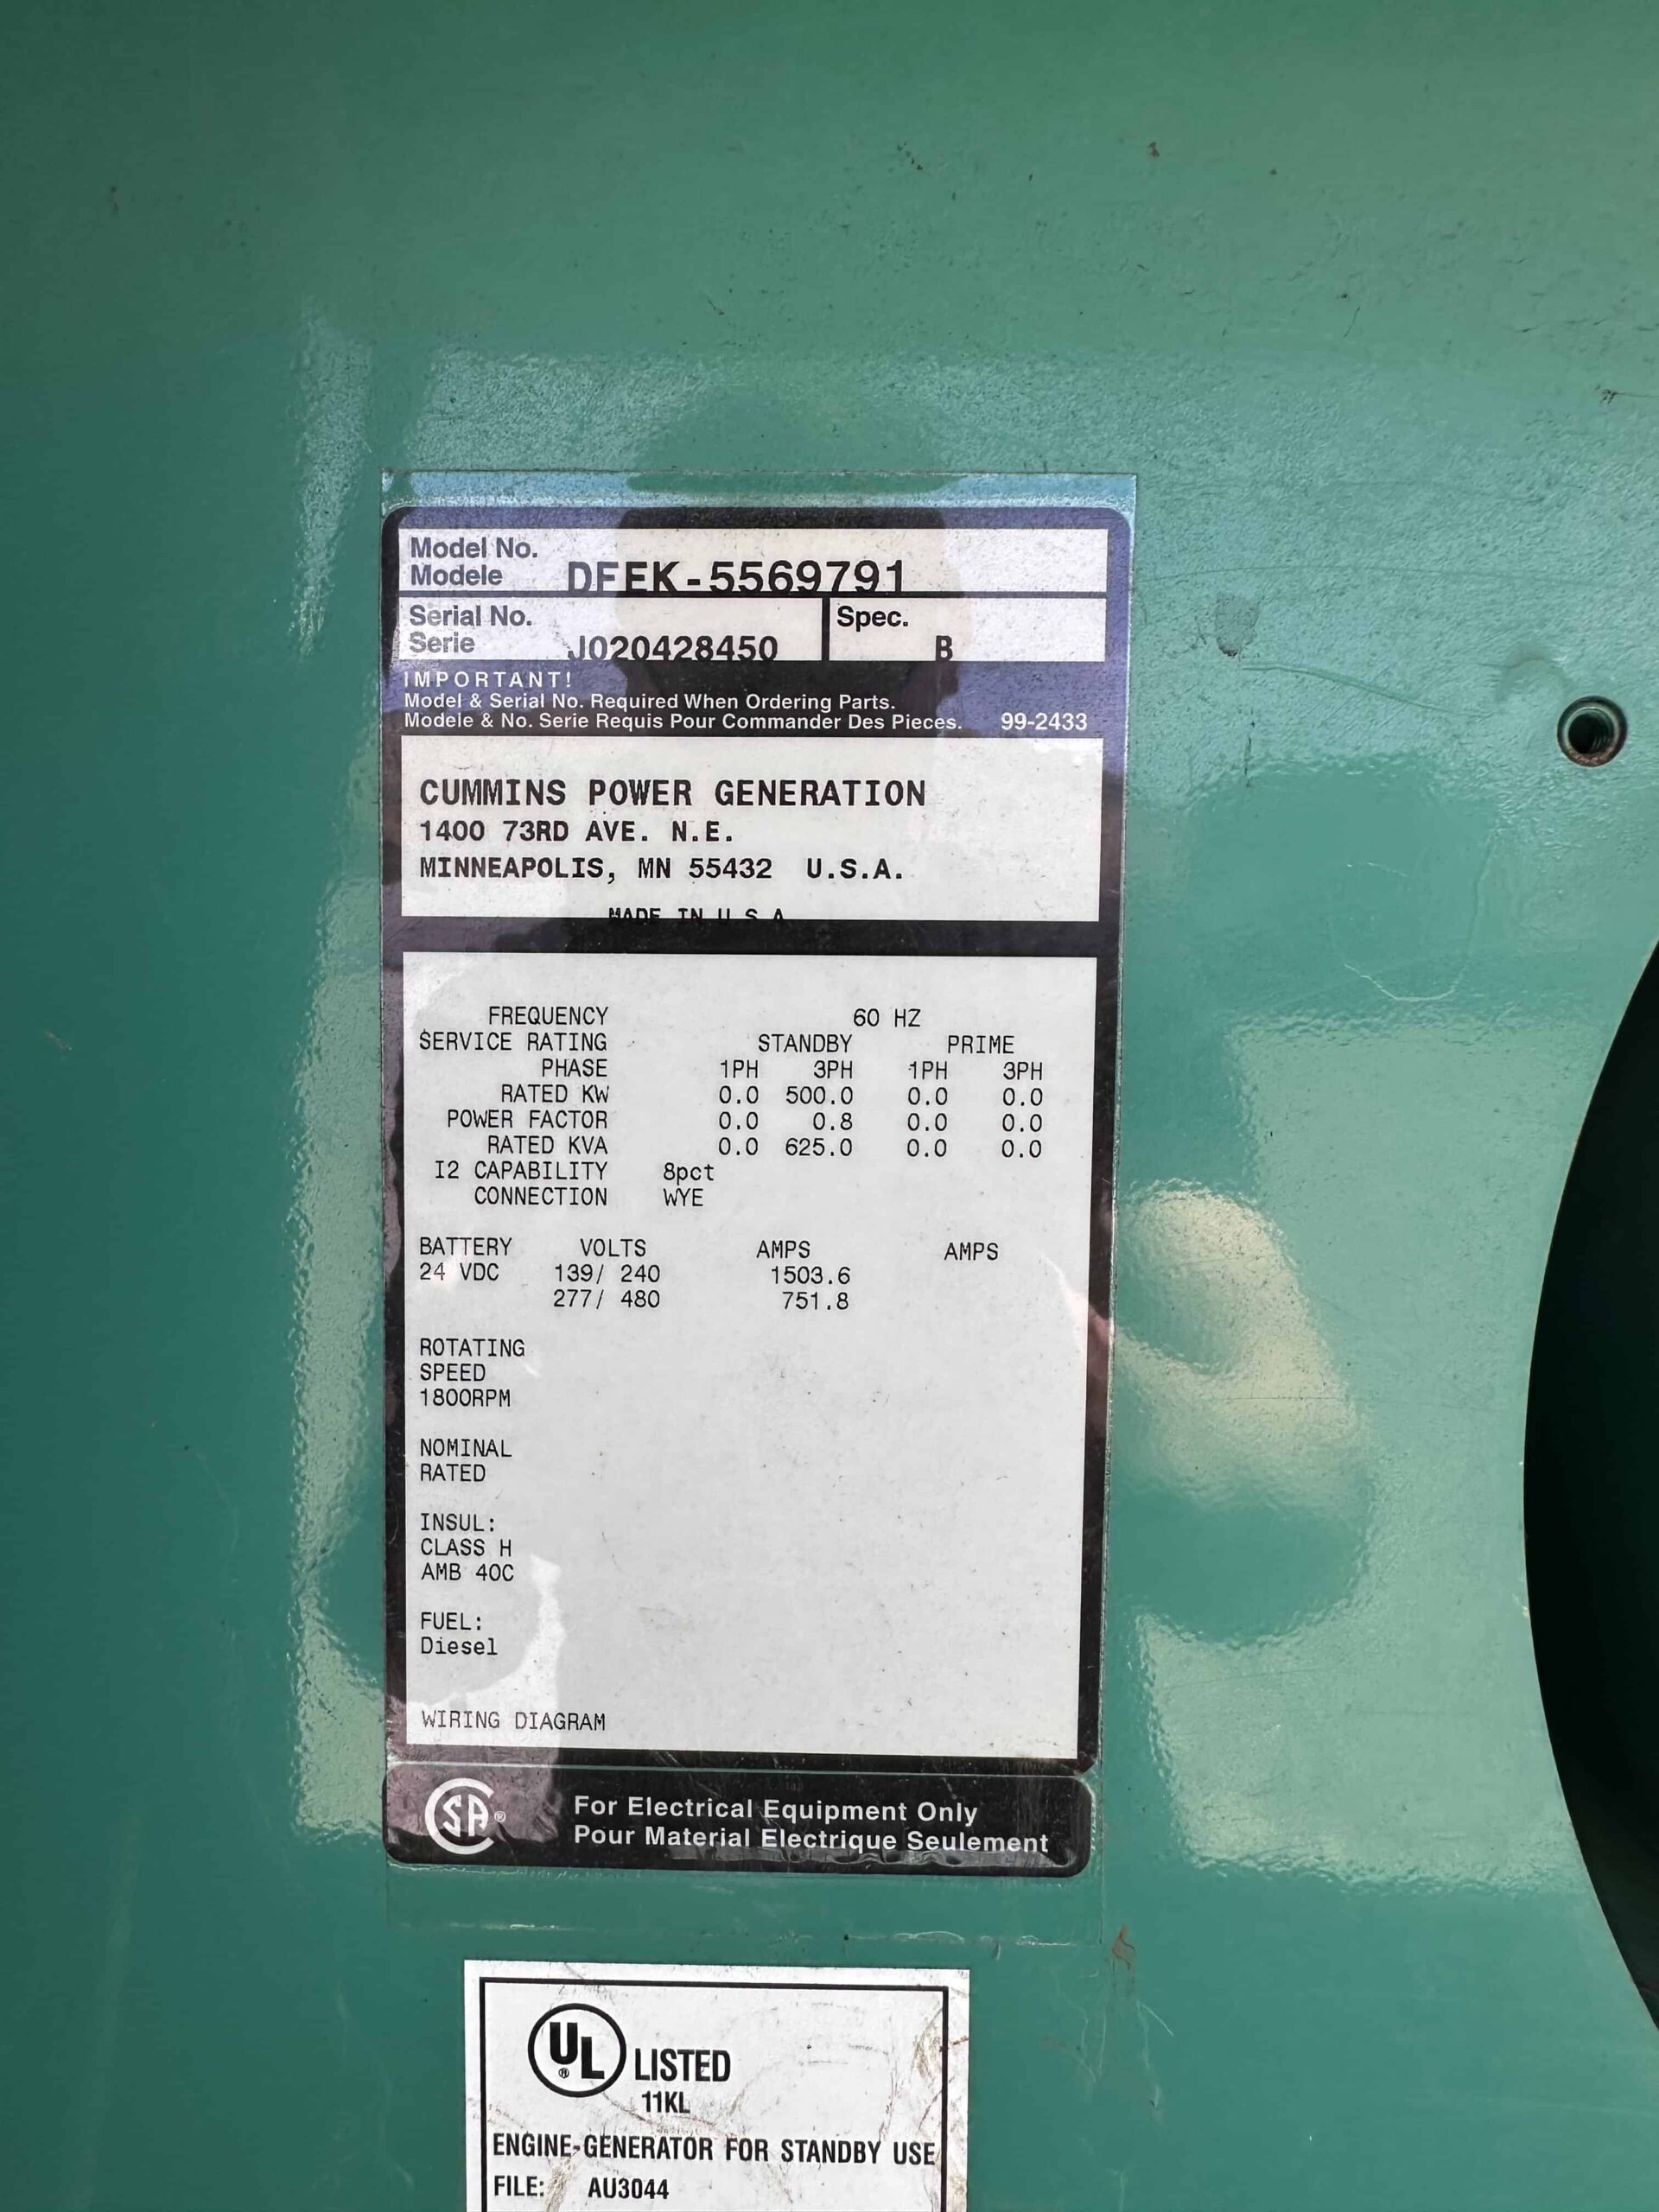 Model No.
Modele DFEK-5569791
Serial No.
Serie J020428450
Spec.
B
IMPORTANT!
Model & Serial No. Required When Ordering Parts.
Modele & No. Serie Requis Pour Commander Des Pieces. 99-2433
CUMMINS POWER GENERATION
1400 73RD AVE. N.E.
MINNEAPOLIS, MN 55432 U.S.A.
MADE IN U S A
FREQUENCY 60 HZ
SERVICE RATING STANDBY PRIME
PHASE 1PH 3PH 1PH 3PH
RATED KW 0.0 500.0 0.0 0.0
POWER FACTOR 0.0 0.8 0.0 0.0
RATED KVA 0.0 625.0 0.0 0.0
I2 CAPABILITY 8pct
CONNECTION WYE
BATTERY VOLTS AMPS AMPS
24 VDC 139/ 240 1503.6
277/ 480 751.8
ROTATING
SPEED
1800RPM
NOMINAL
RATED
INSUL:
CLASS H
AMB 40C
FUEL:
Diesel
WIRING DIAGRAM
CSA®
For Electrical Equipment Only
Pour Material Electrique Seulement
UL® LISTED
11KL
ENGINE-GENERATOR FOR STANDBY USE
FILE: AU3044